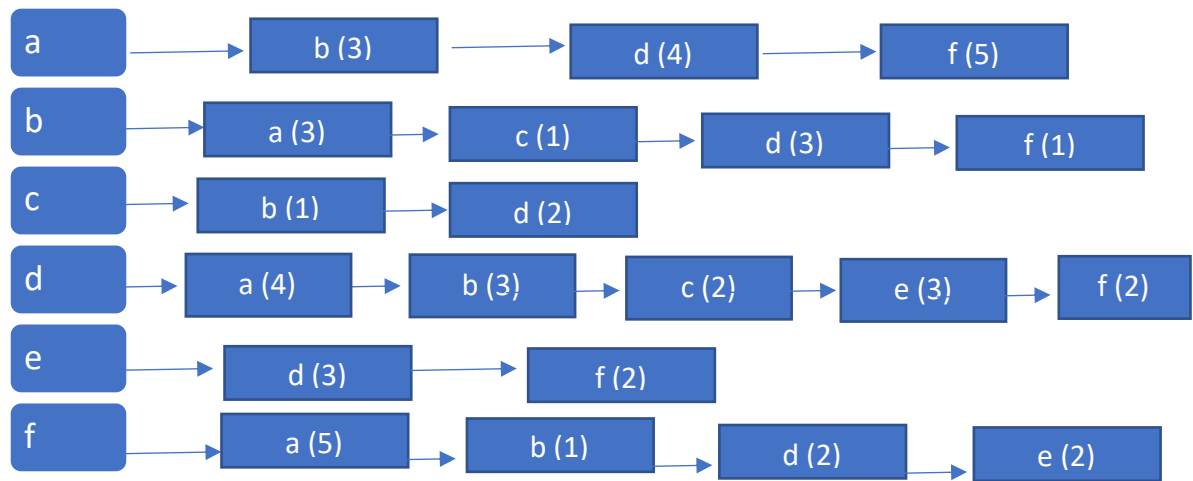 a b (3) d (4) f (5)
b a (3) c (1) d (3) f (1)
c b (1) d (2)
d a (4) b (3) c (2) e (3) f (2)
e d (3) f (2)
f a (5) b (1) d (2) e (2)